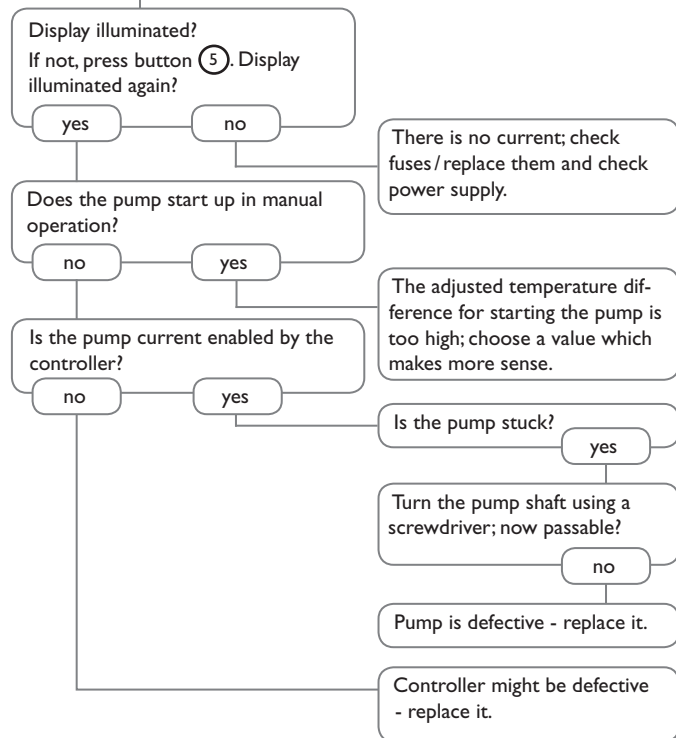 Display illuminated?
If not, press button 5. Display
illuminated again?
yes
no
There is no current; check
fuses/replace them and check
power supply.
Does the pump start up in manual
operation?
no
yes
The adjusted temperature dif-
ference for starting the pump is
too high; choose a value which
makes more sense.
Is the pump current enabled by the
controller?
no
yes
Is the pump stuck?
yes
Turn the pump shaft using a
screwdriver; now passable?
no
Pump is defective - replace it.
Controller might be defective
- replace it.